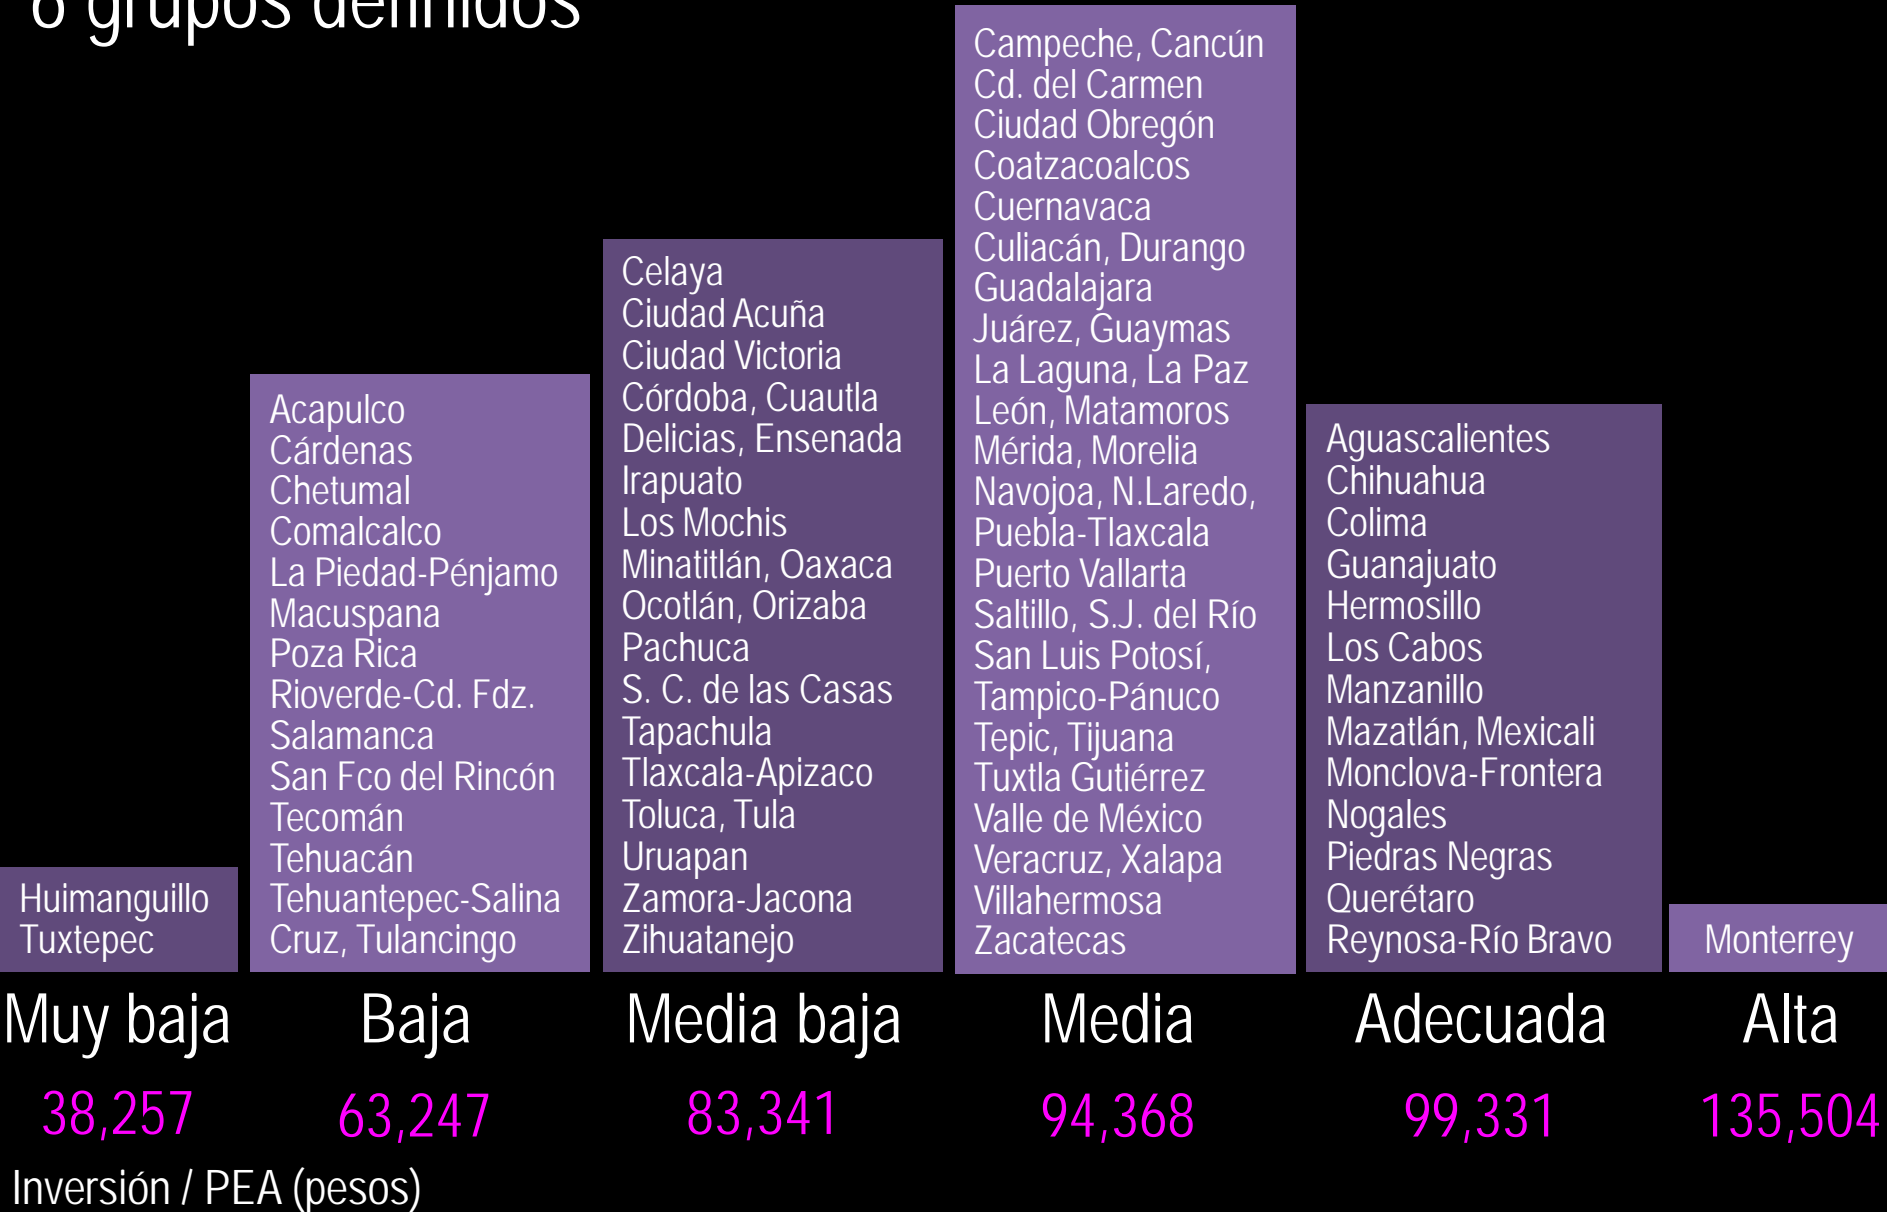 6 grupos definidos
Huimanguillo
Tuxtepec
Acapulco
Cárdenas
Chetumal
Comalcalco
La Piedad-Pénjamo
Macuspana
Poza Rica
Rioverde-Cd. Fdz.
Salamanca
San Fco del Rincón
Tecomán
Tehuacán
Tehuantepec-Salina
Cruz, Tulancingo
Celaya
Ciudad Acuña
Ciudad Victoria
Córdoba, Cuautla
Delicias, Ensenada
Irapuato
Los Mochis
Minatitlán, Oaxaca
Ocotlán, Orizaba
Pachuca
S. C. de las Casas
Tapachula
Tlaxcala-Apizaco
Toluca, Tula
Uruapan
Zamora-Jacona
Zihuatanejo
Campeche, Cancún
Cd. del Carmen
Ciudad Obregón
Coatzacoalcos
Cuernavaca
Culiacán, Durango
Guadalajara
Juárez, Guaymas
La Laguna, La Paz
León, Matamoros
Mérida, Morelia
Navojoa, N.Laredo,
Puebla-Tlaxcala
Puerto Vallarta
Saltillo, S.J. del Río
San Luis Potosí,
Tampico-Pánuco
Tepic, Tijuana
Tuxtla Gutiérrez
Valle de México
Veracruz, Xalapa
Villahermosa
Zacatecas
Aguascalientes
Chihuahua
Colima
Guanajuato
Hermosillo
Los Cabos
Manzanillo
Mazatlán, Mexicali
Monclova-Frontera
Nogales
Piedras Negras
Querétaro
Reynosa-Río Bravo
Monterrey
Muy baja
Baja
Media baja
Media
Adecuada
Alta
38,257
63,247
83,341
94,368
99,331
135,504
Inversión / PEA (pesos)